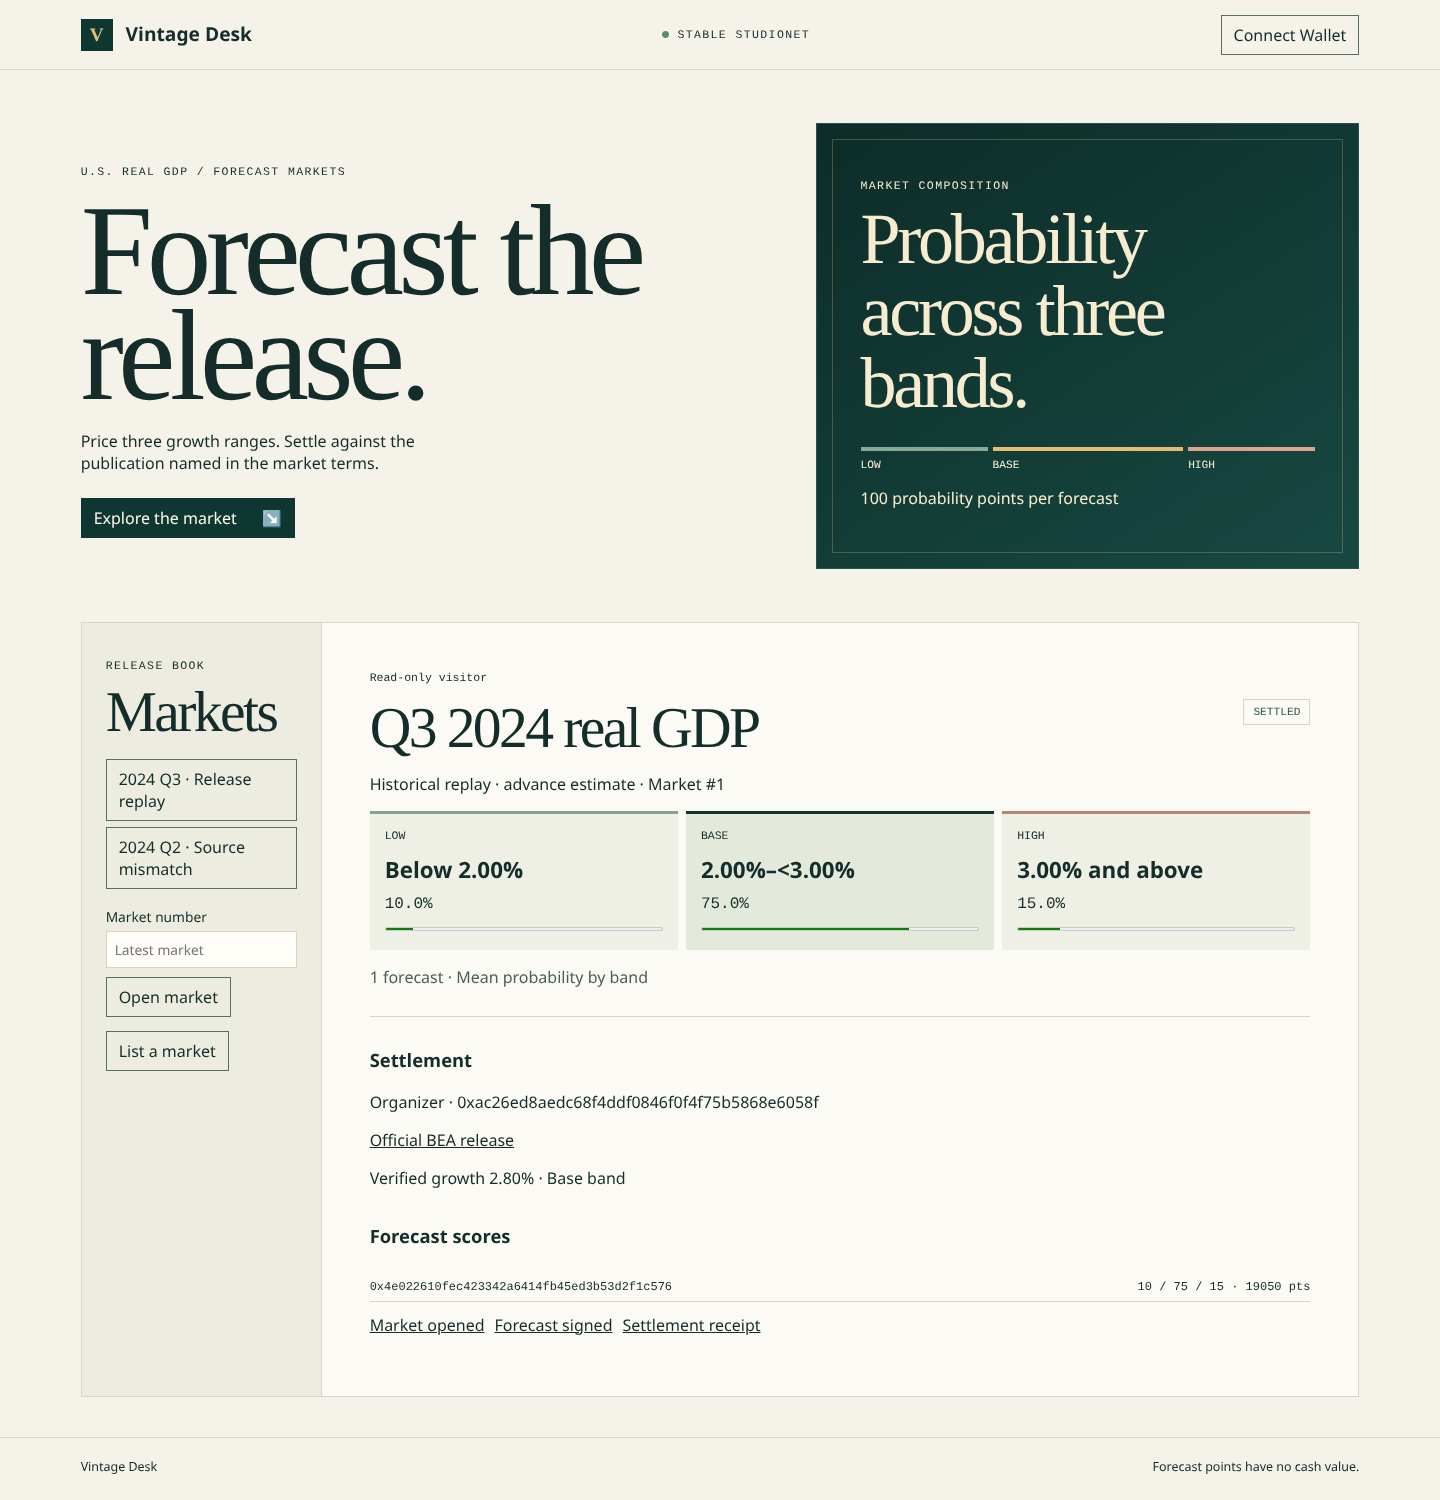 V
Vintage Desk
STABLE STUDIONET
Connect Wallet
U.S. REAL GDP / FORECAST MARKETS
Forecast the
release.
Price three growth ranges. Settle against the
publication named in the market terms.
Explore the market ↘
MARKET COMPOSITION
Probability
across three
bands.
LOW
BASE
HIGH
100 probability points per forecast
RELEASE BOOK
Markets
2024 Q3 · Release
replay
2024 Q2 · Source
mismatch
Market number
Latest market
Open market
List a market
Read-only visitor
Q3 2024 real GDP
SETTLED
Historical replay · advance estimate · Market #1
LOW
Below 2.00%
10.0%
BASE
2.00%–<3.00%
75.0%
HIGH
3.00% and above
15.0%
1 forecast · Mean probability by band
Settlement
Organizer · 0xac26ed8aedc68f4ddf0846f0f4f75b5868e6058f
Official BEA release
Verified growth 2.80% · Base band
Forecast scores
0x4e022610fec423342a6414fb45ed3b53d2f1c576
10 / 75 / 15 · 19050 pts
Market opened Forecast signed Settlement receipt
Vintage Desk
Forecast points have no cash value.